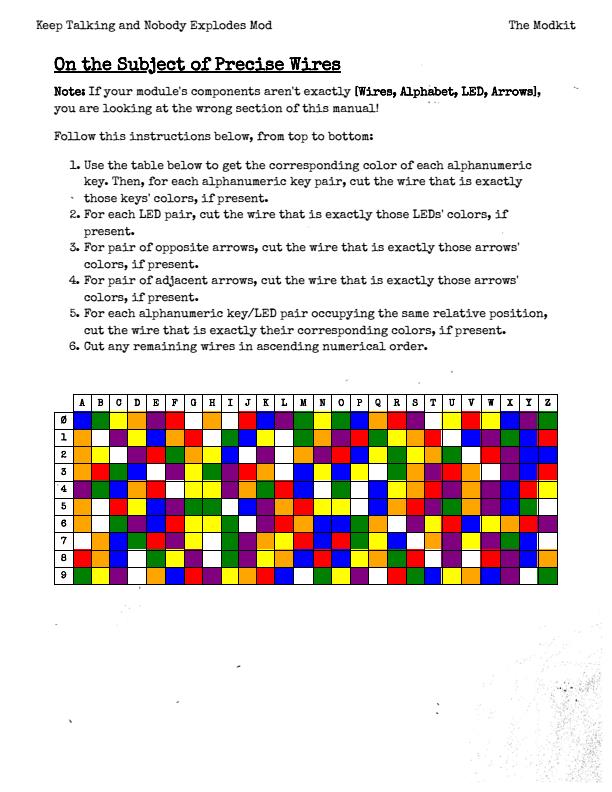 Keep Talking and Nobody Explodes Mod The Modkit
On the Subject of Precise Wires
Note: If your module's components aren't exactly [Wires, Alphabet, LED, Arrows],
you are looking at the wrong section of this manual!
Follow this instructions below, from top to bottom:
1. Use the table below to get the corresponding color of each alphanumeric
key. Then, for each alphanumeric key pair, cut the wire that is exactly
those keys' colors, if present.
2. For each LED pair, cut the wire that is exactly those LEDs' colors, if
present.
3. For pair of opposite arrows, cut the wire that is exactly those arrows'
colors, if present.
4. For pair of adjacent arrows, cut the wire that is exactly those arrows'
colors, if present.
5. For each alphanumeric key/LED pair occupying the same relative position,
cut the wire that is exactly their corresponding colors, if present.
6. Cut any remaining wires in ascending numerical order.
A B C D E F G H I J K L M N O P Q R S T U V W X Y Z
0
1
2
3
4
5
6
7
8
9